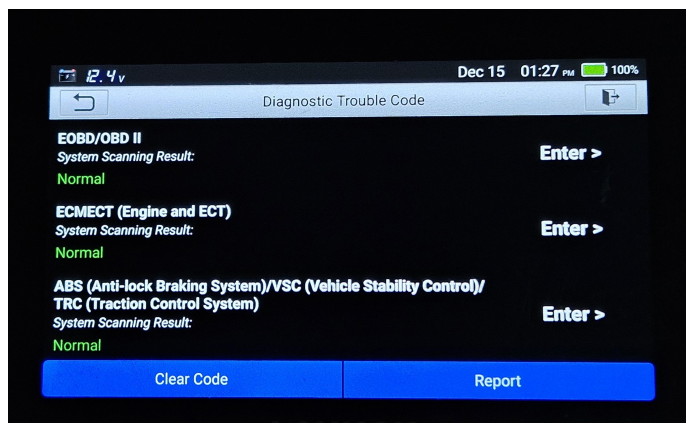 12.4 v
Dec 15 01:27 PM 100%
Diagnostic Trouble Code
EOBD/OBD II
System Scanning Result:
Enter >
Normal
ECMECT (Engine and ECT)
System Scanning Result:
Enter >
Normal
ABS (Anti-lock Braking System)/VSC (Vehicle Stability Control)/
TRC (Traction Control System)
System Scanning Result:
Enter >
Normal
Clear Code
Report